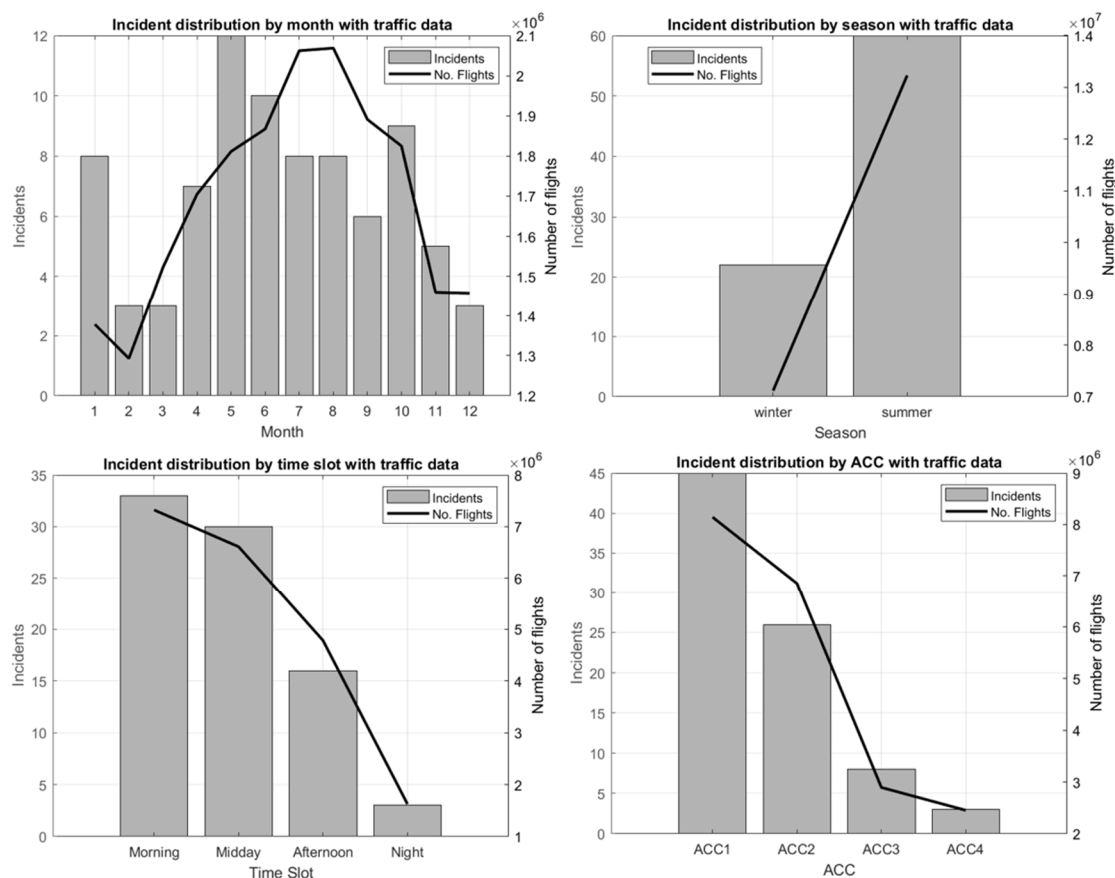 Incident distribution by month with traffic data
×10⁶
Incidents
No. Flights
12
10
8
6
4
2
0
Incidents
2.1
2
1.9
1.8
1.7
1.6
1.5
1.4
1.3
1.2
Number of flights
1 2 3 4 5 6 7 8 9 10 11 12
Month
Incident distribution by season with traffic data
×10⁷
Incidents
No. Flights
60
50
40
30
20
10
0
Incidents
1.4
1.3
1.2
1.1
1
0.9
0.8
0.7
Number of flights
winter summer
Season
Incident distribution by time slot with traffic data
×10⁶
Incidents
No. Flights
35
30
25
20
15
10
5
0
Incidents
8
7
6
5
4
3
2
1
Number of flights
Morning Midday Afternoon Night
Time Slot
Incident distribution by ACC with traffic data
×10⁶
Incidents
No. Flights
45
40
35
30
25
20
15
10
5
0
Incidents
9
8
7
6
5
4
3
2
Number of flights
ACC1 ACC2 ACC3 ACC4
ACC